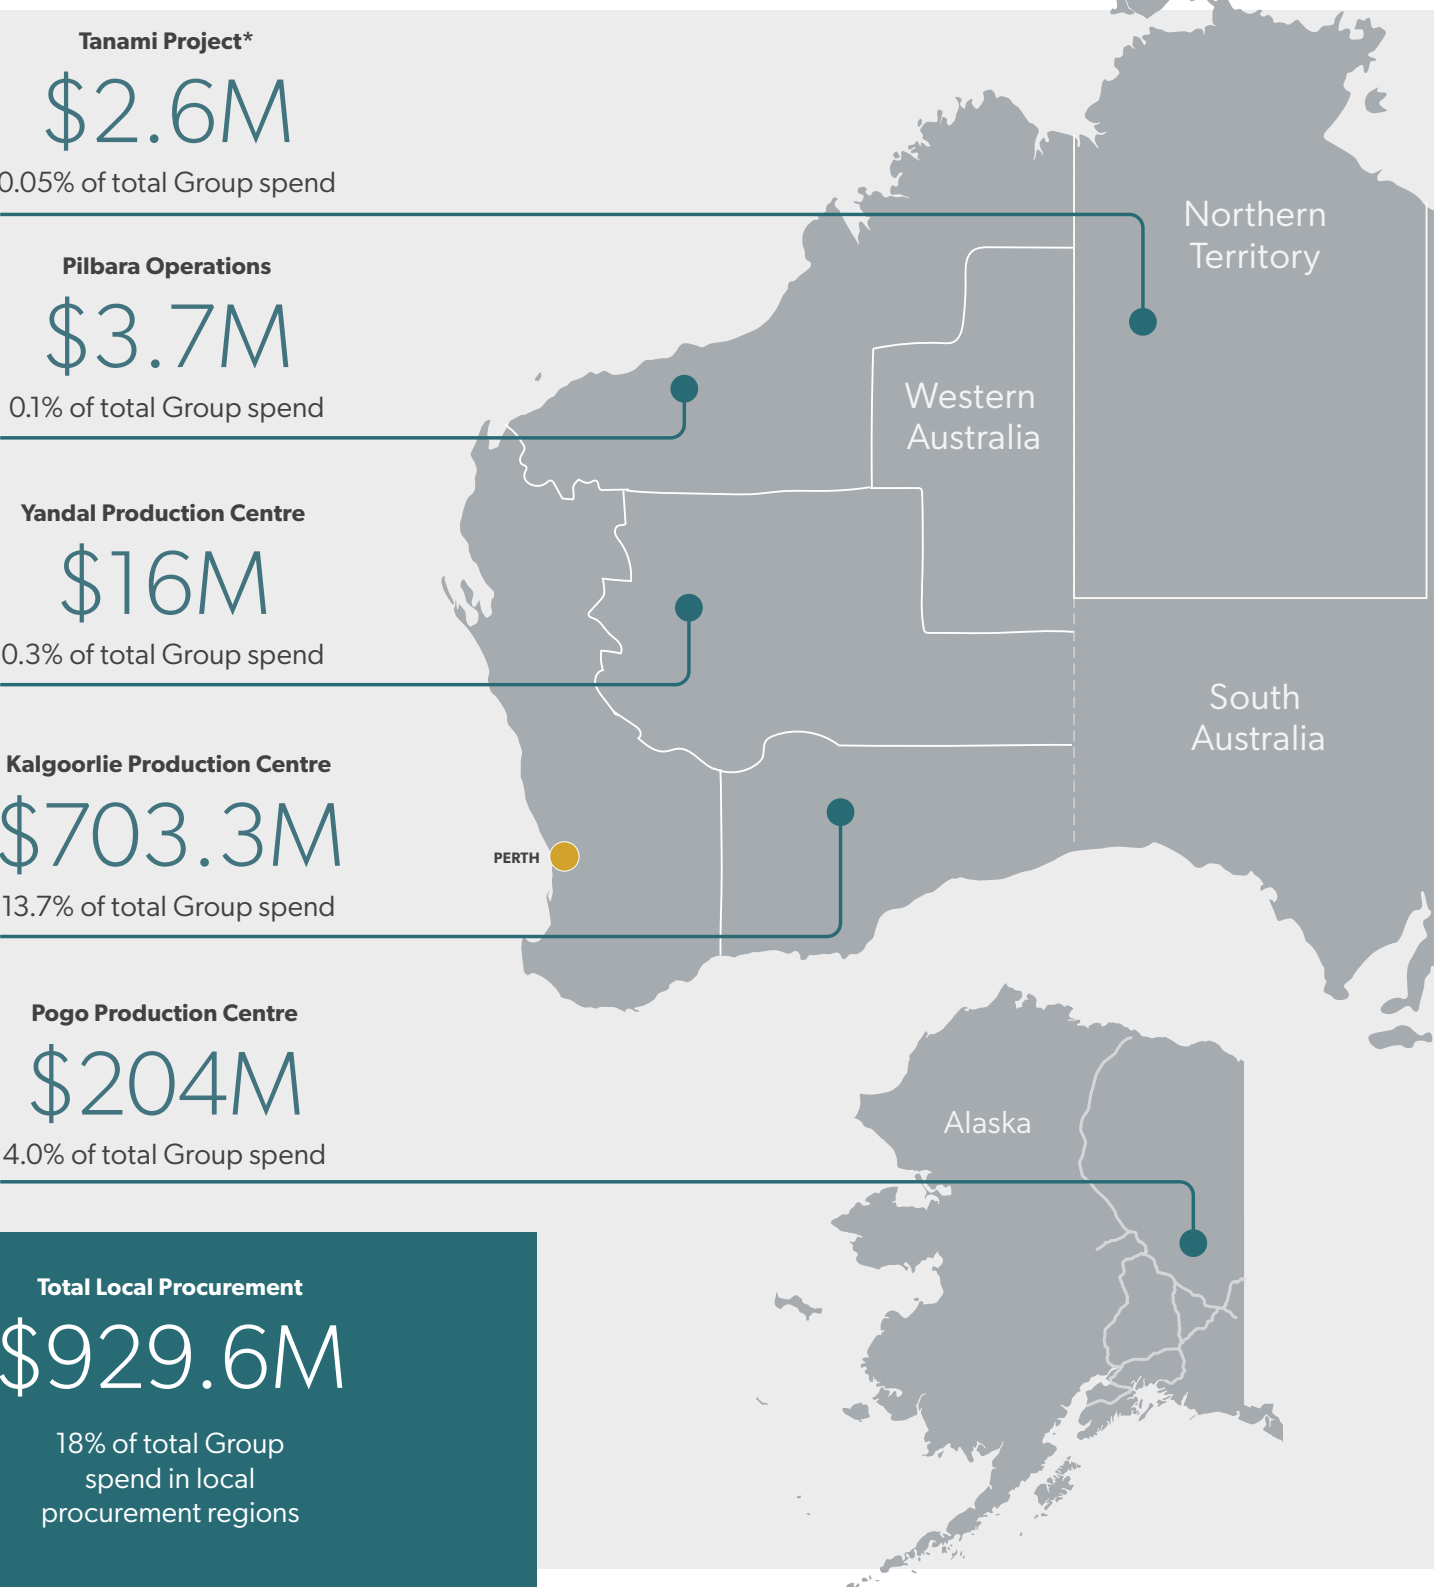 Tanami Project*
$2.6M
0.05% of total Group spend
Pilbara Operations
$3.7M
0.1% of total Group spend
Yandal Production Centre
$16M
0.3% of total Group spend
Kalgoorlie Production Centre
$703.3M
13.7% of total Group spend
Pogo Production Centre
$204M
4.0% of total Group spend
Total Local Procurement
$929.6M
18% of total Group
spend in local
procurement regions
Northern
Territory
Western
Australia
South
Australia
PERTH
Alaska